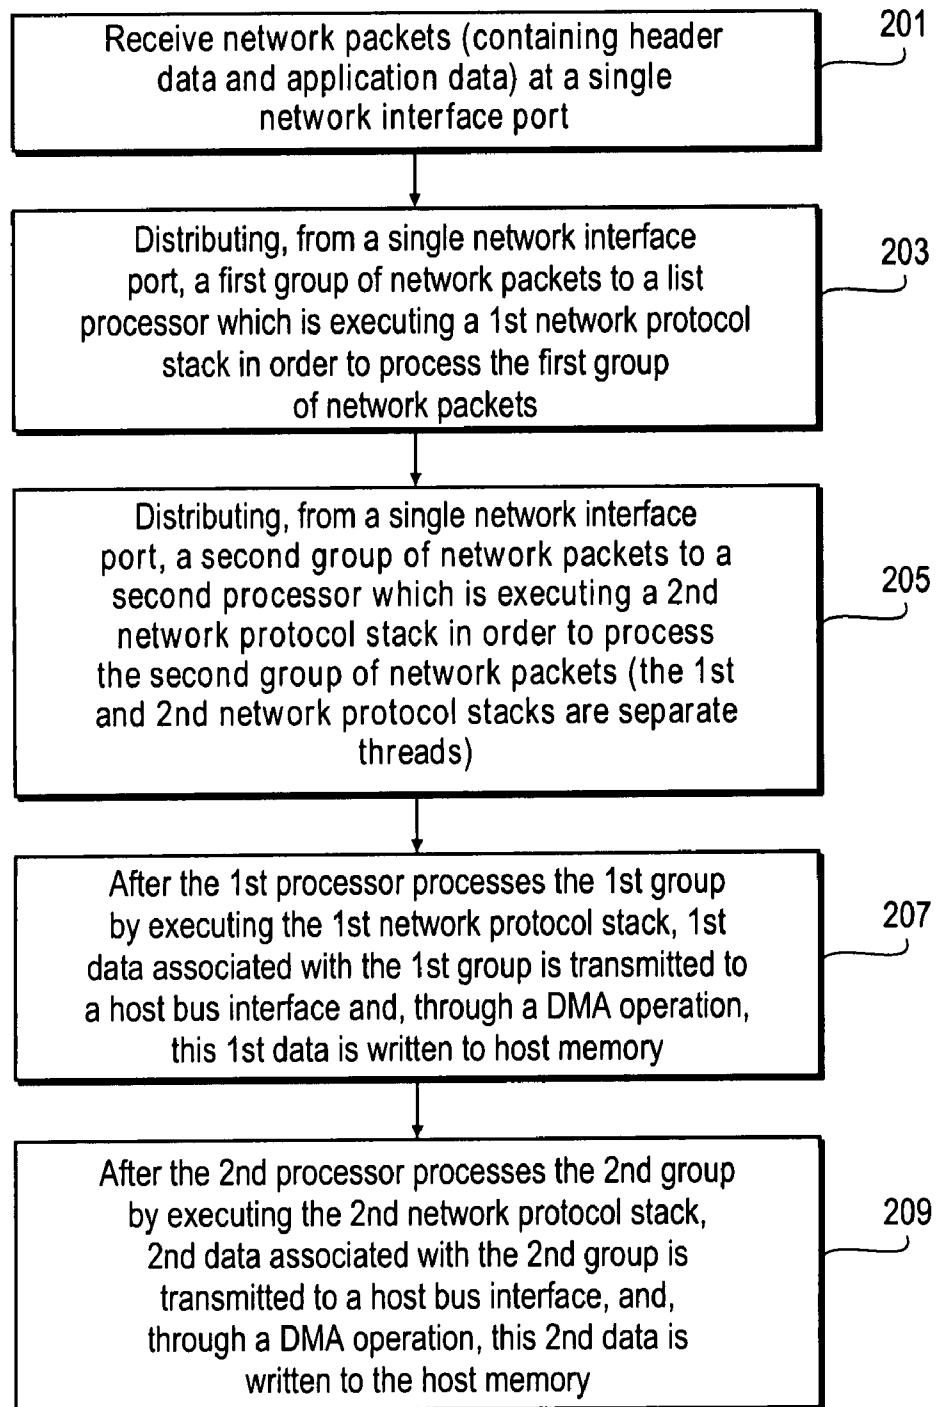 Receive network packets (containing header
data and application data) at a single
network interface port
201
Distributing, from a single network interface
port, a first group of network packets to a list
processor which is executing a 1st network protocol
stack in order to process the first group
of network packets
203
Distributing, from a single network interface
port, a second group of network packets to a
second processor which is executing a 2nd
network protocol stack in order to process
the second group of network packets (the 1st
and 2nd network protocol stacks are separate
threads)
205
After the 1st processor processes the 1st group
by executing the 1st network protocol stack, 1st
data associated with the 1st group is transmitted to
a host bus interface and, through a DMA operation,
this 1st data is written to host memory
207
After the 2nd processor processes the 2nd group
by executing the 2nd network protocol stack,
2nd data associated with the 2nd group is
transmitted to a host bus interface, and,
through a DMA operation, this 2nd data is
written to the host memory
209